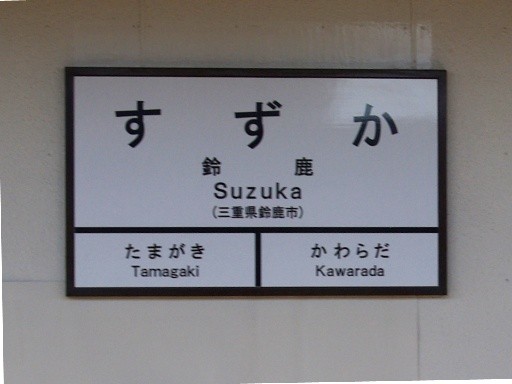 すずか
鈴鹿
Suzuka
(三重県鈴鹿市)
たまがき
Tamagaki
かわらだ
Kawarada